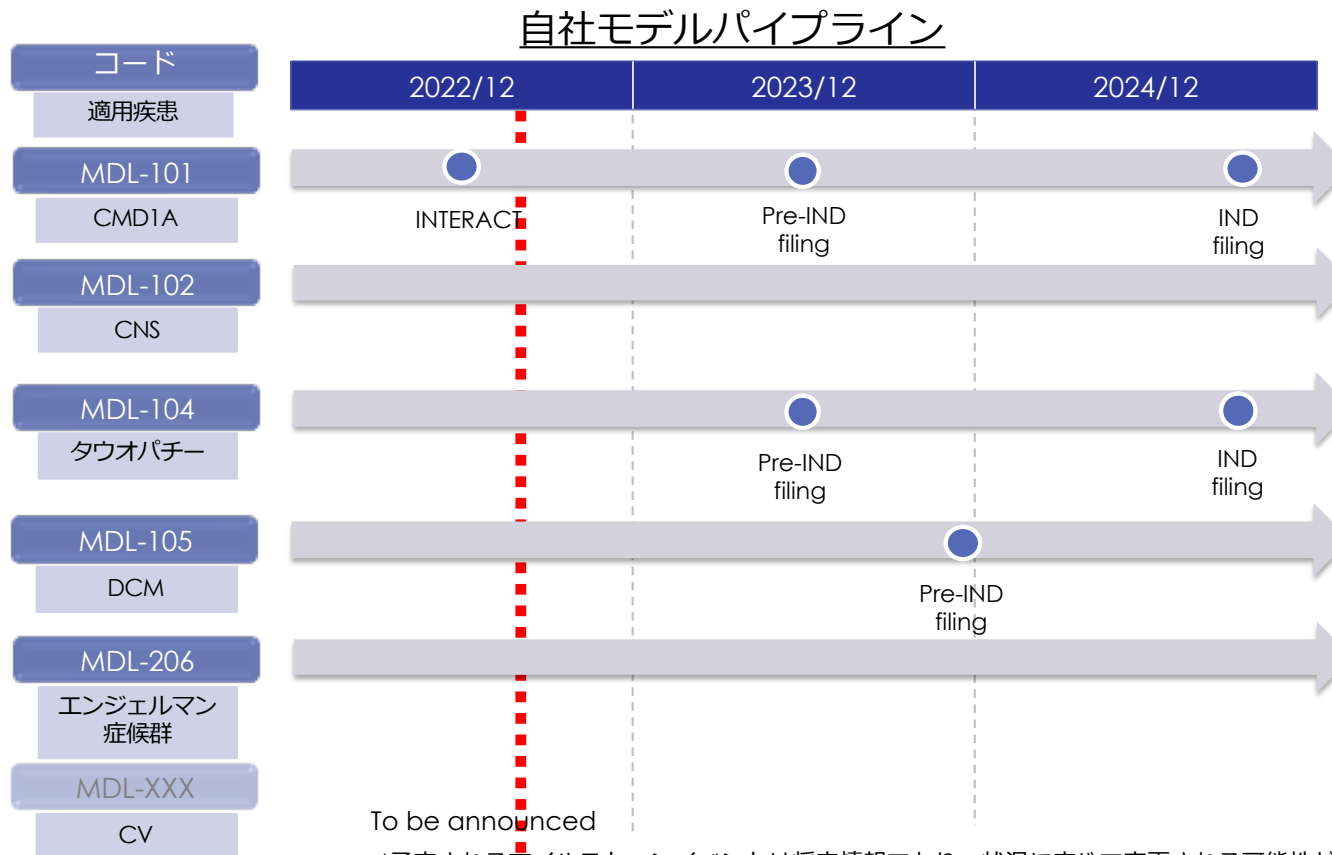 自社モデルパイプライン
コード
適用疾患
2022/12
2023/12
2024/12
MDL-101
CMD1A
INTERACT
Pre-IND
filing
IND
filing
MDL-102
CNS
MDL-104
タウオパチー
Pre-IND
filing
IND
filing
MDL-105
DCM
Pre-IND
filing
MDL-206
エンジェルマン
症候群
MDL-XXX
CV
To be announced